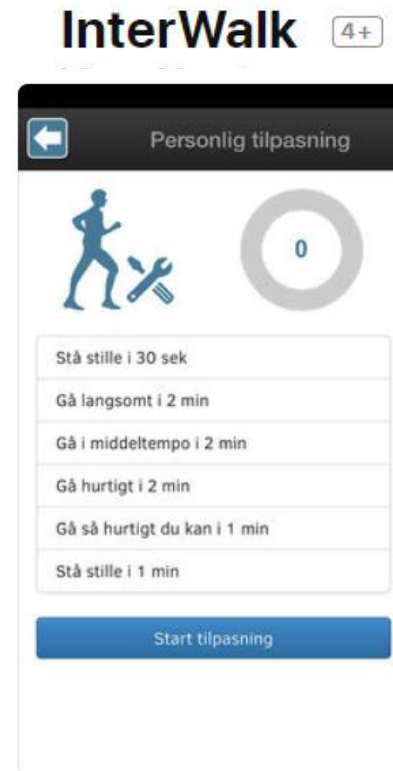 InterWalk 4+
Personlig tilpasning
0
Stå stille i 30 sek
Gå langsomt i 2 min
Gå i middeltempo i 2 min
Gå hurtigt i 2 min
Gå så hurtigt du kan i 1 min
Stå stille i 1 min
Start tilpasning